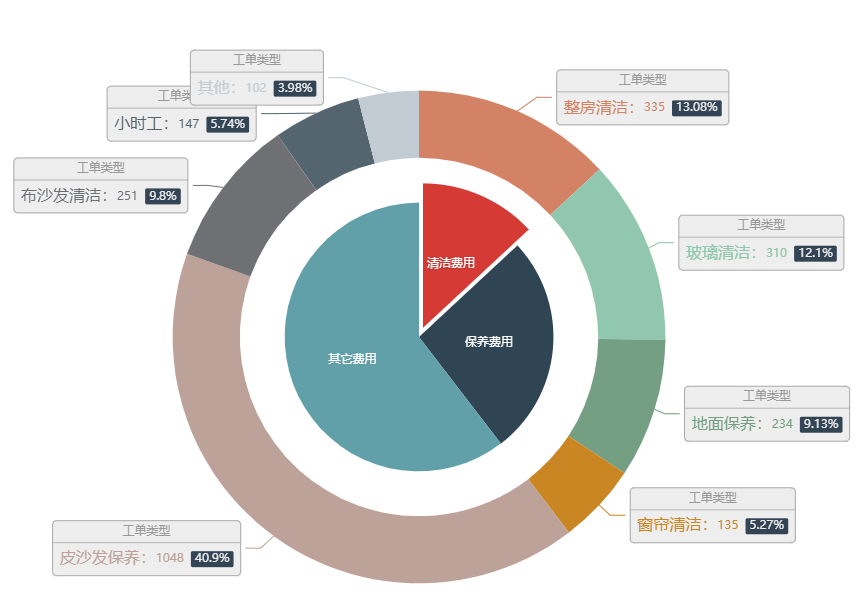 工单类型
其他：102 3.98%
工单类
小时工：147 5.74%
工单类型
整房清洁：335 13.08%
工单类型
布沙发清洁：251 9.8%
工单类型
玻璃清洁：310 12.1%
清洁费用
保养费用
其它费用
工单类型
地面保养：234 9.13%
工单类型
窗帘清洁：135 5.27%
工单类型
皮沙发保养：1048 40.9%